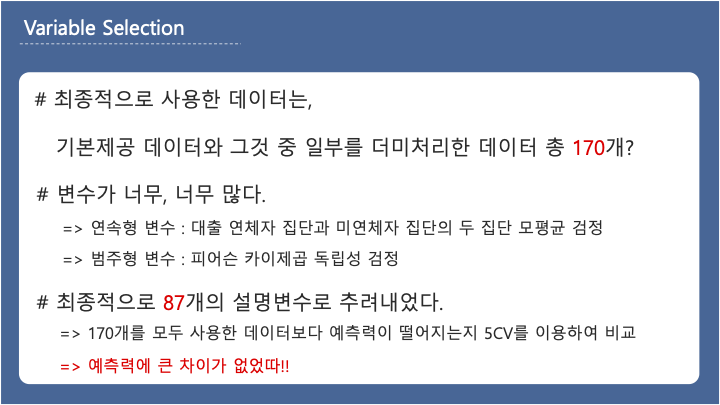 Variable Selection
# 최종적으로 사용한 데이터는,
기본제공 데이터와 그것 중 일부를 더미처리한 데이터 총 170개?
# 변수가 너무, 너무 많다.
=> 연속형 변수 : 대출 연체자 집단과 미연체자 집단의 두 집단 모평균 검정
=> 범주형 변수 : 피어슨 카이제곱 독립성 검정
# 최종적으로 87개의 설명변수로 추려내었다.
=> 170개를 모두 사용한 데이터보다 예측력이 떨어지는지 5CV를 이용하여 비교
=> 예측력에 큰 차이가 없었따!!